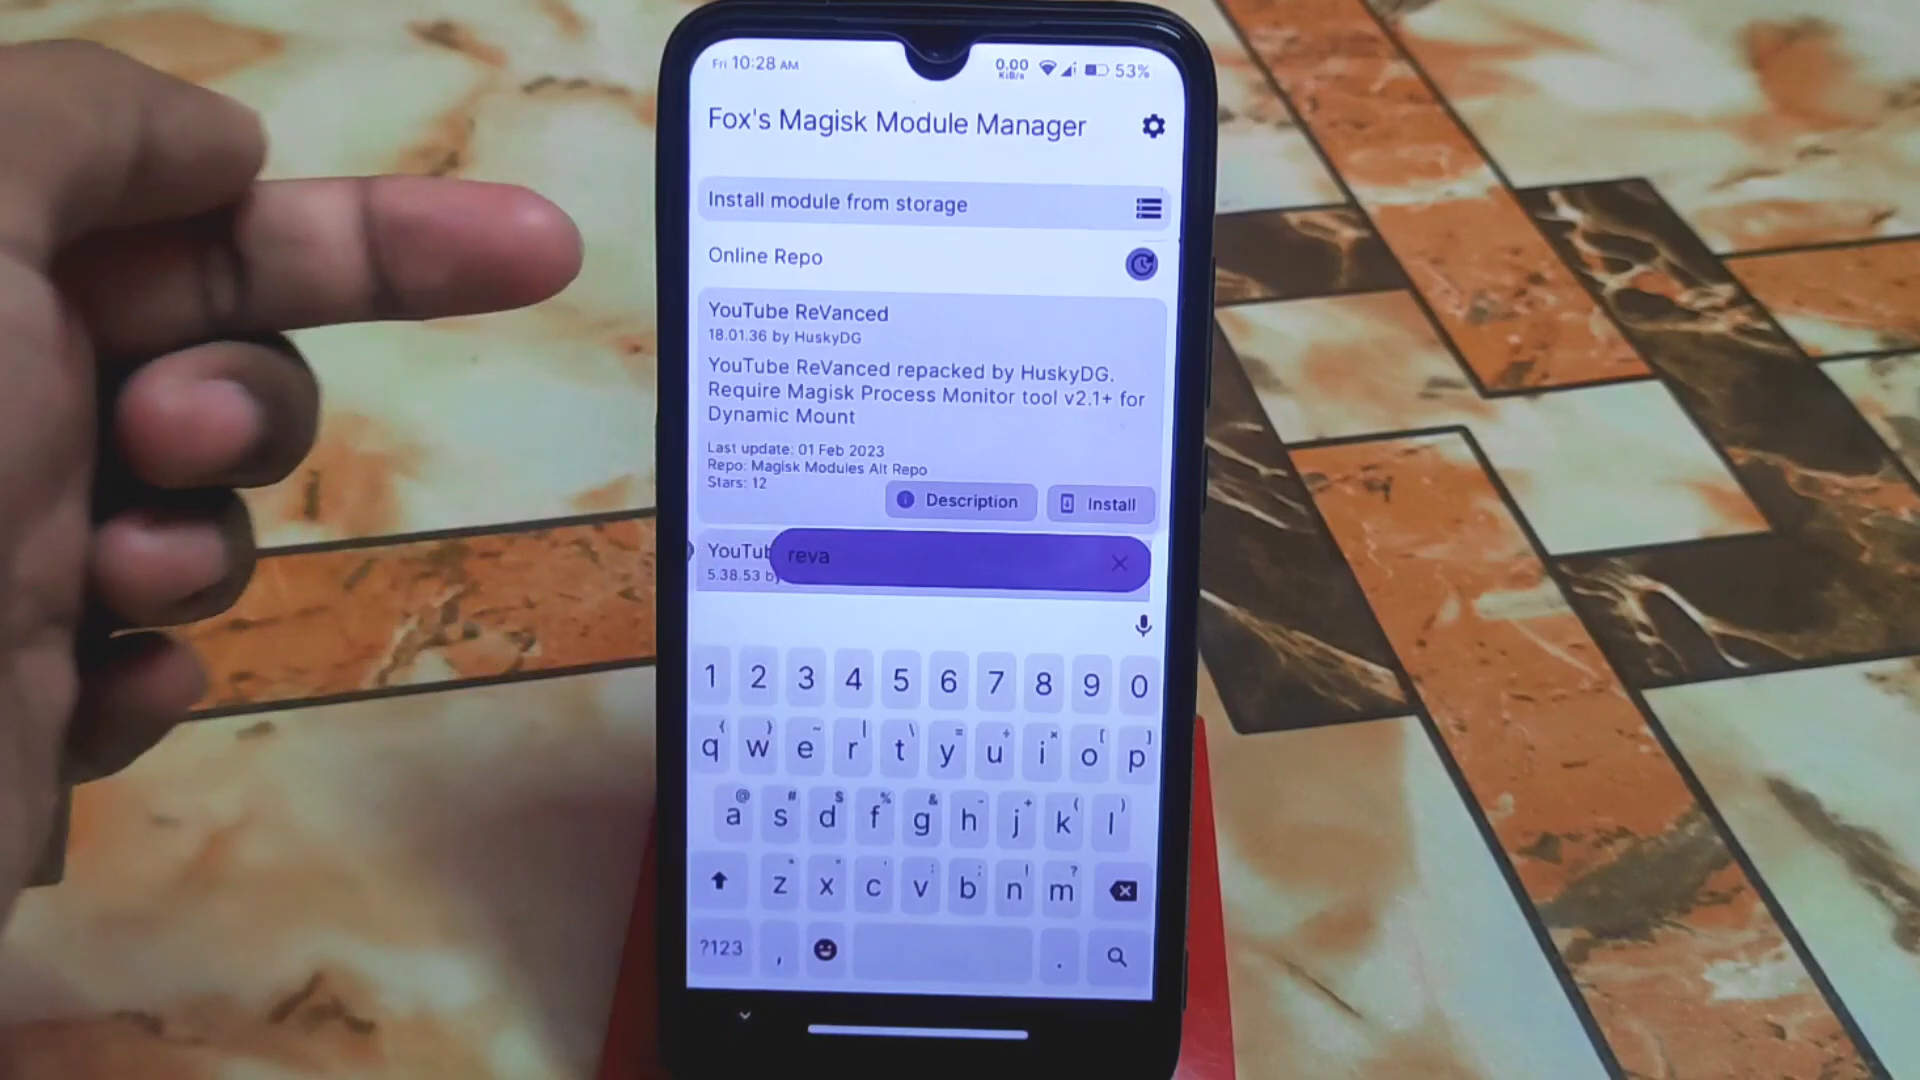 Fri 10:28 AM
0.00 KiB/s
53%
Fox's Magisk Module Manager
Install module from storage
Online Repo
YouTube ReVanced
18.01.36 by HuskyDG
YouTube ReVanced repacked by HuskyDG.
Require Magisk Process Monitor tool v2.1+ for
Dynamic Mount
Last update: 01 Feb 2023
Repo: Magisk Modules Alt Repo
Stars: 12
Description
Install
YouTub
5.38.53 by
reva
1 2 3 4 5 6 7 8 9 0
q w e r t y u i o p
a s d f g h j k l
z x c v b n m
?123 , .